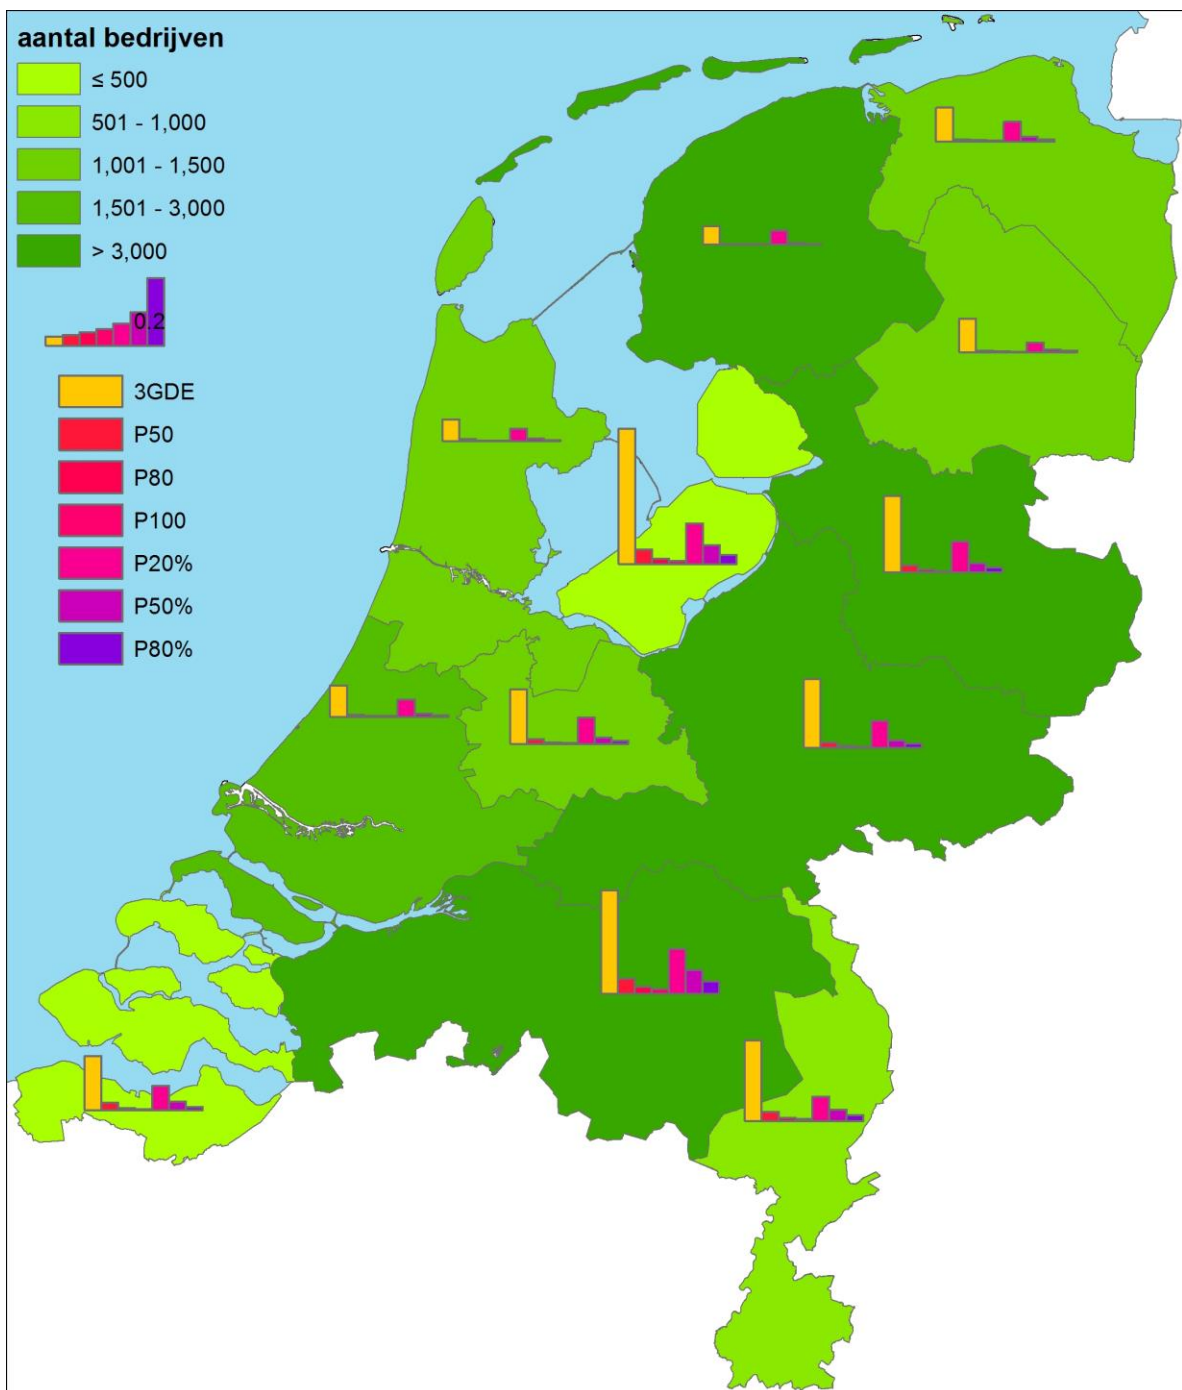 aantal bedrijven
≤ 500
501 - 1,000
1,001 - 1,500
1,501 - 3,000
> 3,000
0.2
3GDE
P50
P80
P100
P20%
P50%
P80%